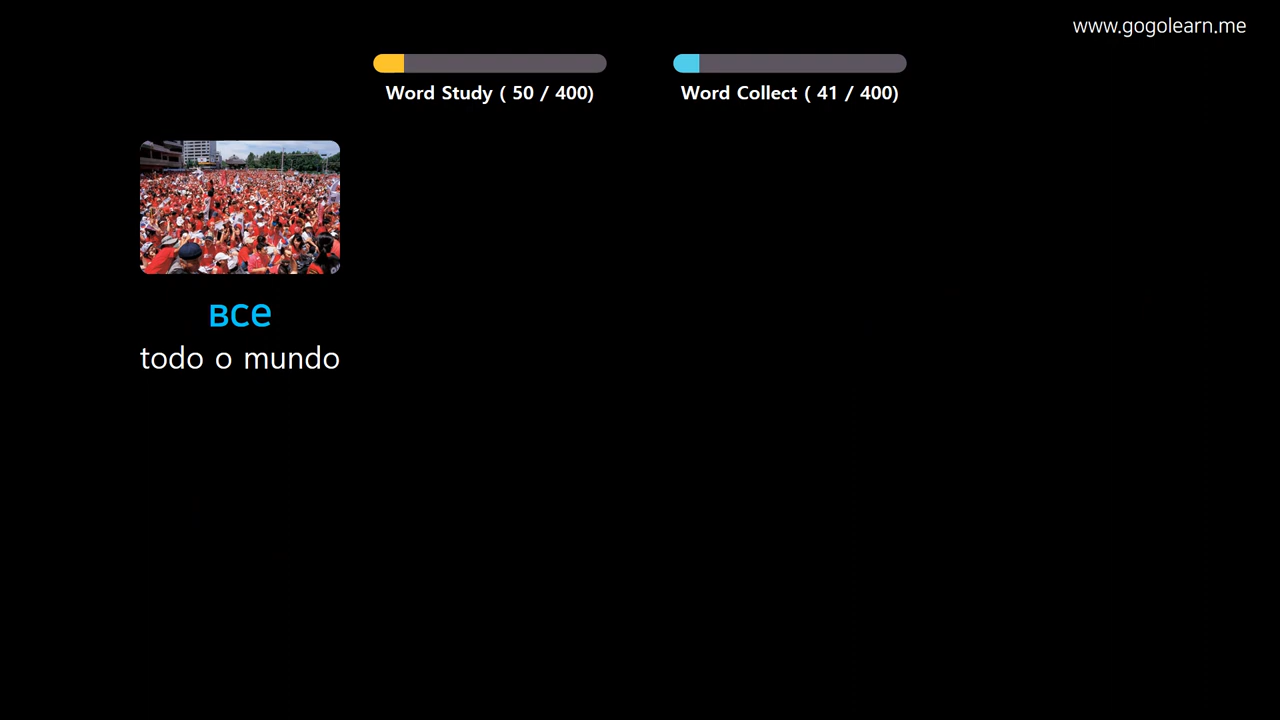 www.gogolearn.me
Word Study ( 50 / 400)
Word Collect ( 41 / 400)
все
todo o mundo